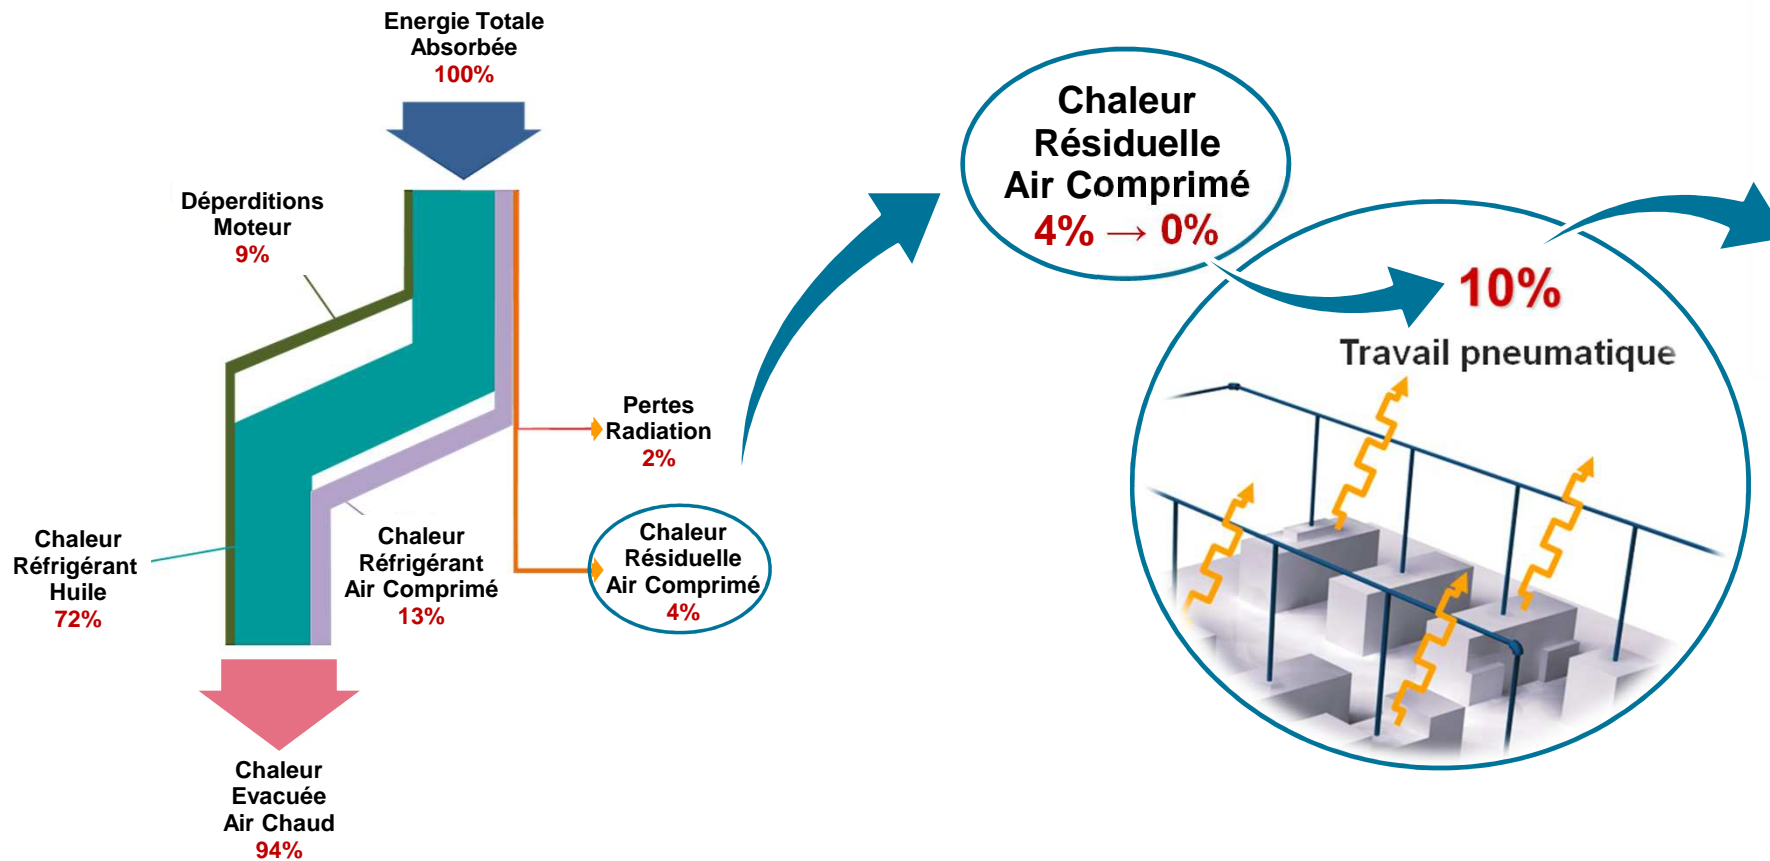 Energie Totale
Absorbée
100%
Déperditions
Moteur
9%
Pertes
Radiation
2%
Chaleur
Réfrigérant
Huile
72%
Chaleur
Réfrigérant
Air Comprimé
13%
Chaleur
Résiduelle
Air Comprimé
4%
Chaleur
Evacuée
Air Chaud
94%
Chaleur
Résiduelle
Air Comprimé
4% → 0%
10%
Travail pneumatique